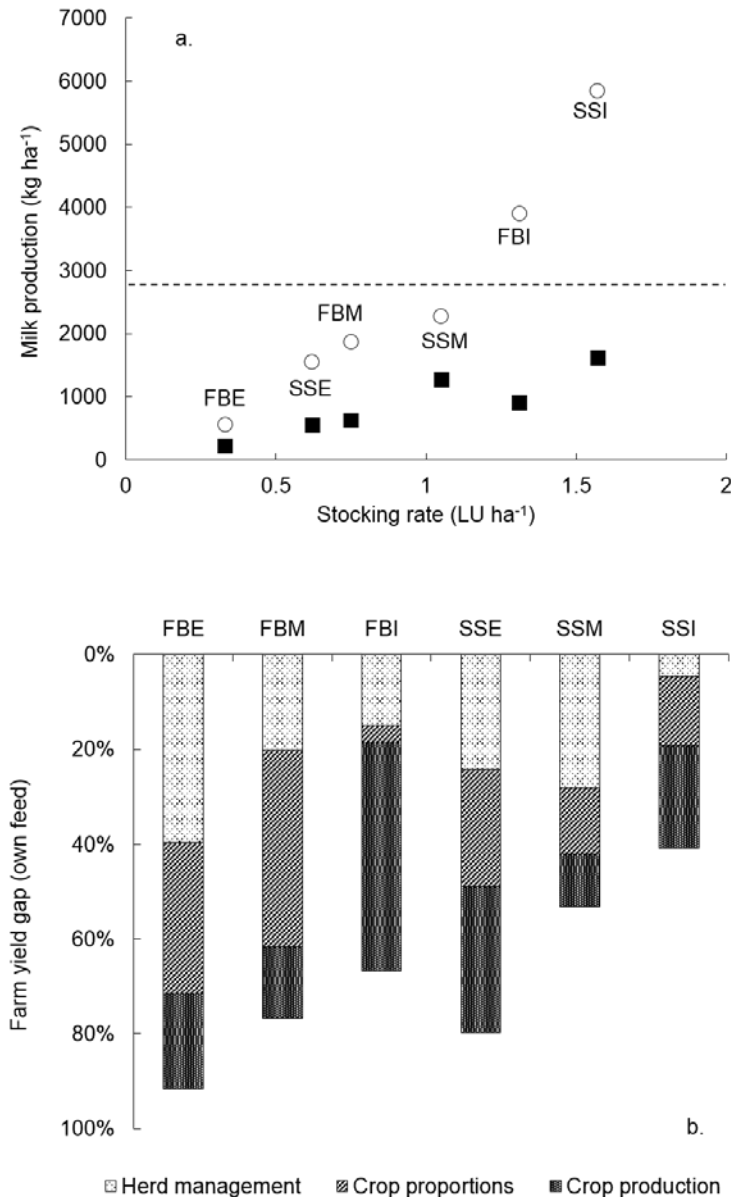 a.
7000
6000
5000
4000
3000
2000
1000
0
Milk production (kg ha⁻¹)
SSI
FBI
FBM
SSM
SSE
FBE
0 0.5 1 1.5 2
Stocking rate (LU ha⁻¹)
FBE FBM FBI SSE SSM SSI
0%
20%
40%
60%
80%
100%
Farm yield gap (own feed)
b.
Herd management Crop proportions Crop production